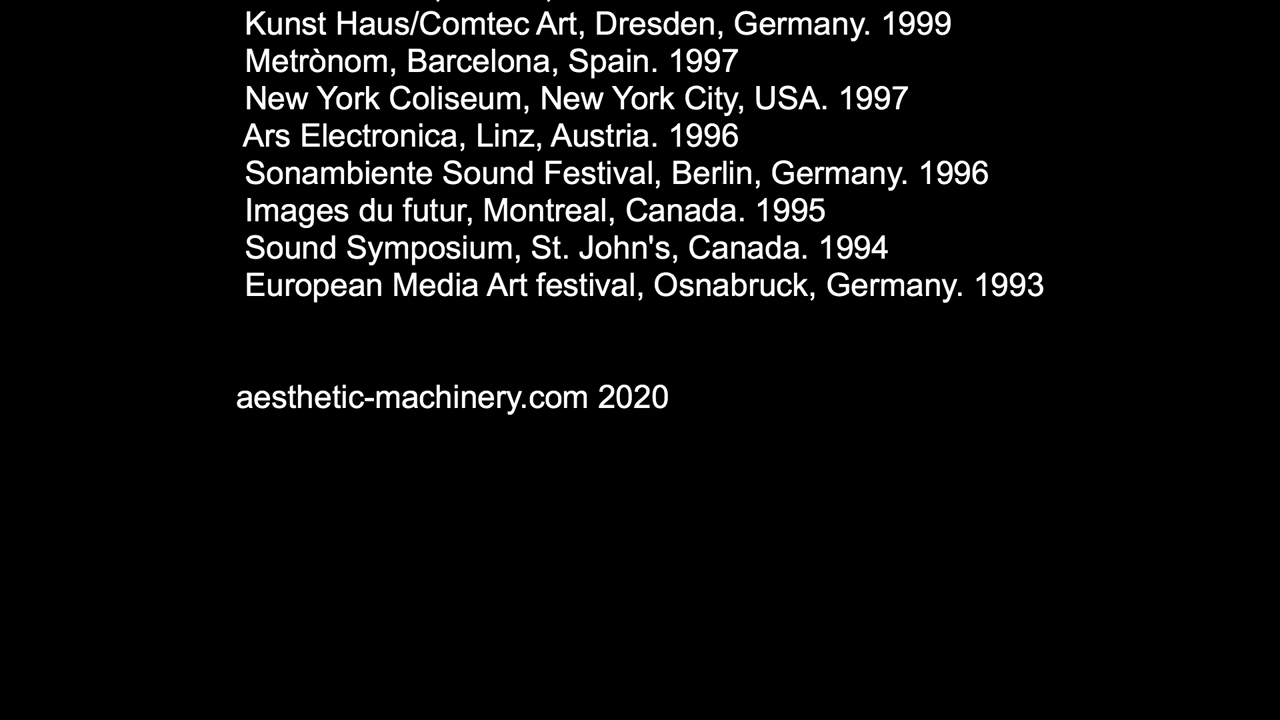 Kunst Haus/Comtec Art, Dresden, Germany. 1999
Metrònom, Barcelona, Spain. 1997
New York Coliseum, New York City, USA. 1997
Ars Electronica, Linz, Austria. 1996
Sonambiente Sound Festival, Berlin, Germany. 1996
Images du futur, Montreal, Canada. 1995
Sound Symposium, St. John's, Canada. 1994
European Media Art festival, Osnabruck, Germany. 1993
aesthetic-machinery.com 2020